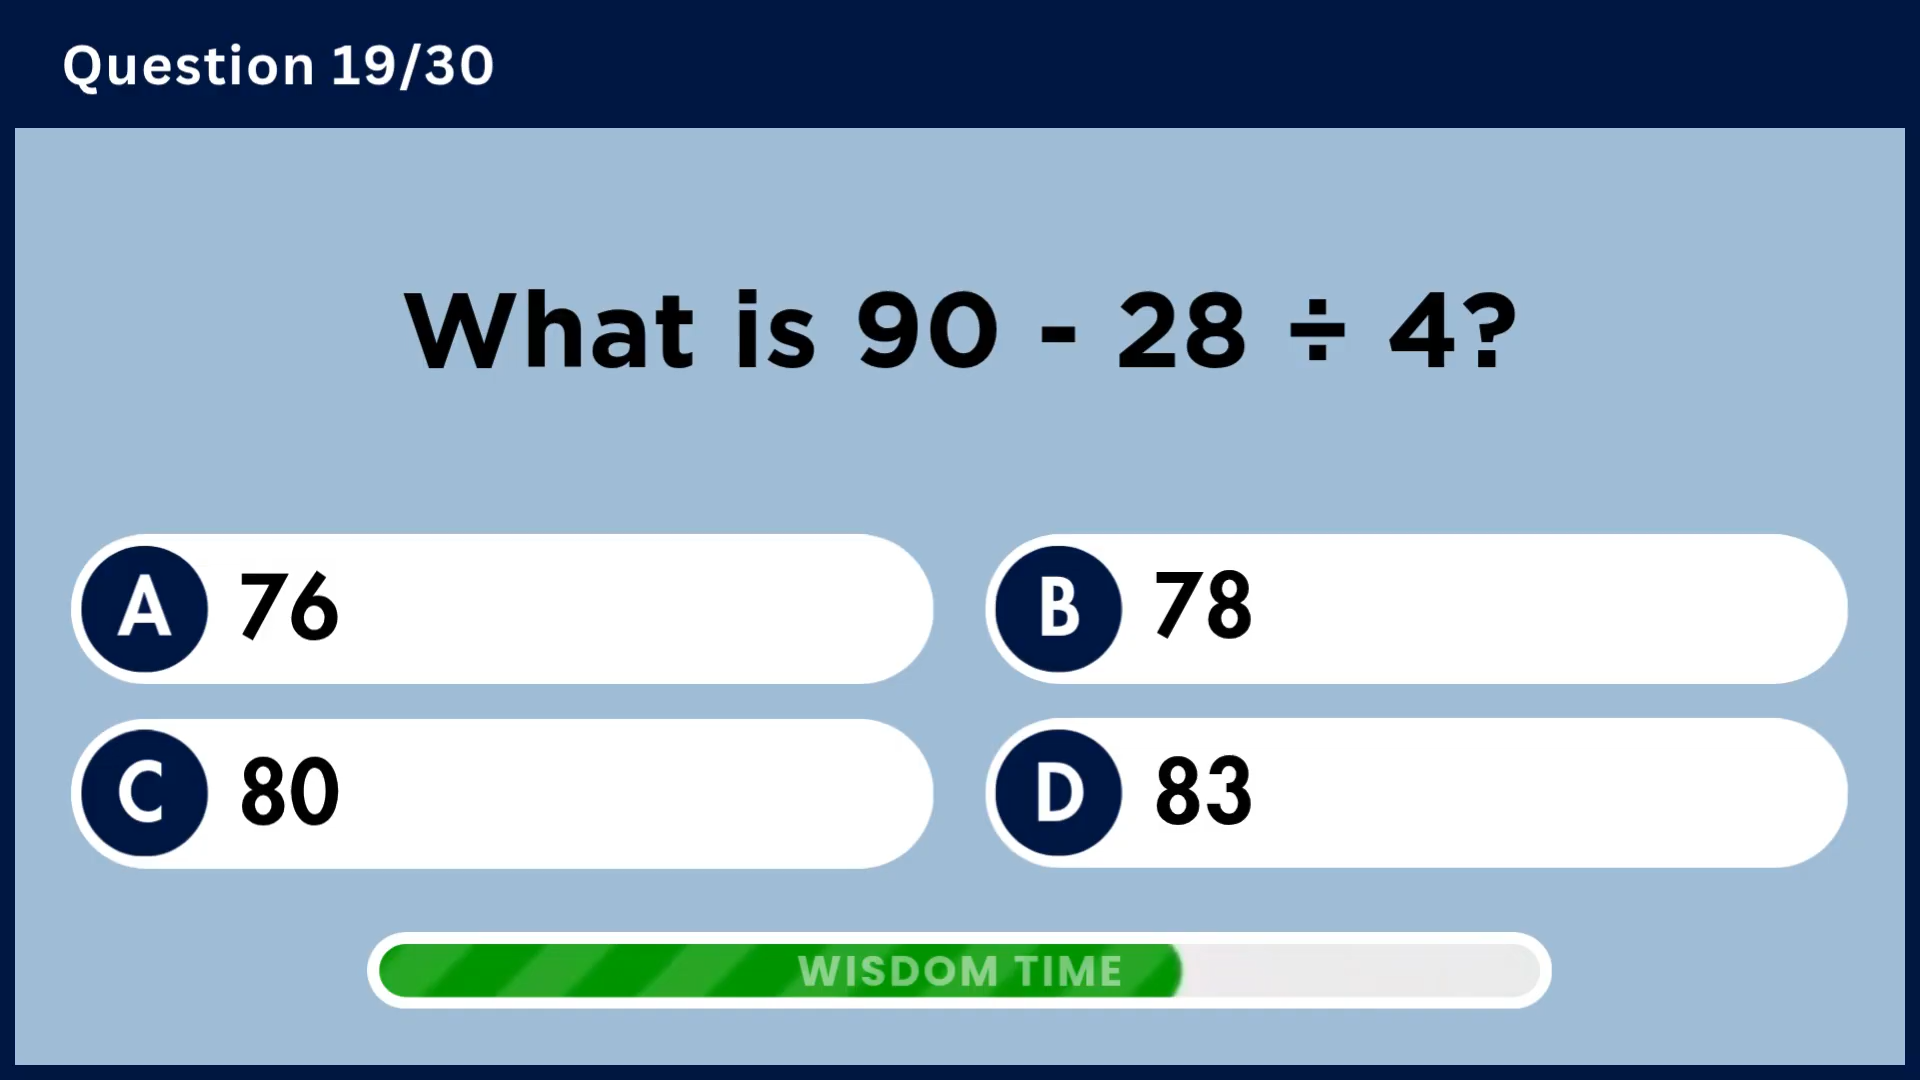 Question 19/30
What is 90 - 28 ÷ 4?
A 76
B 78
C 80
D 83
WISDOM TIME